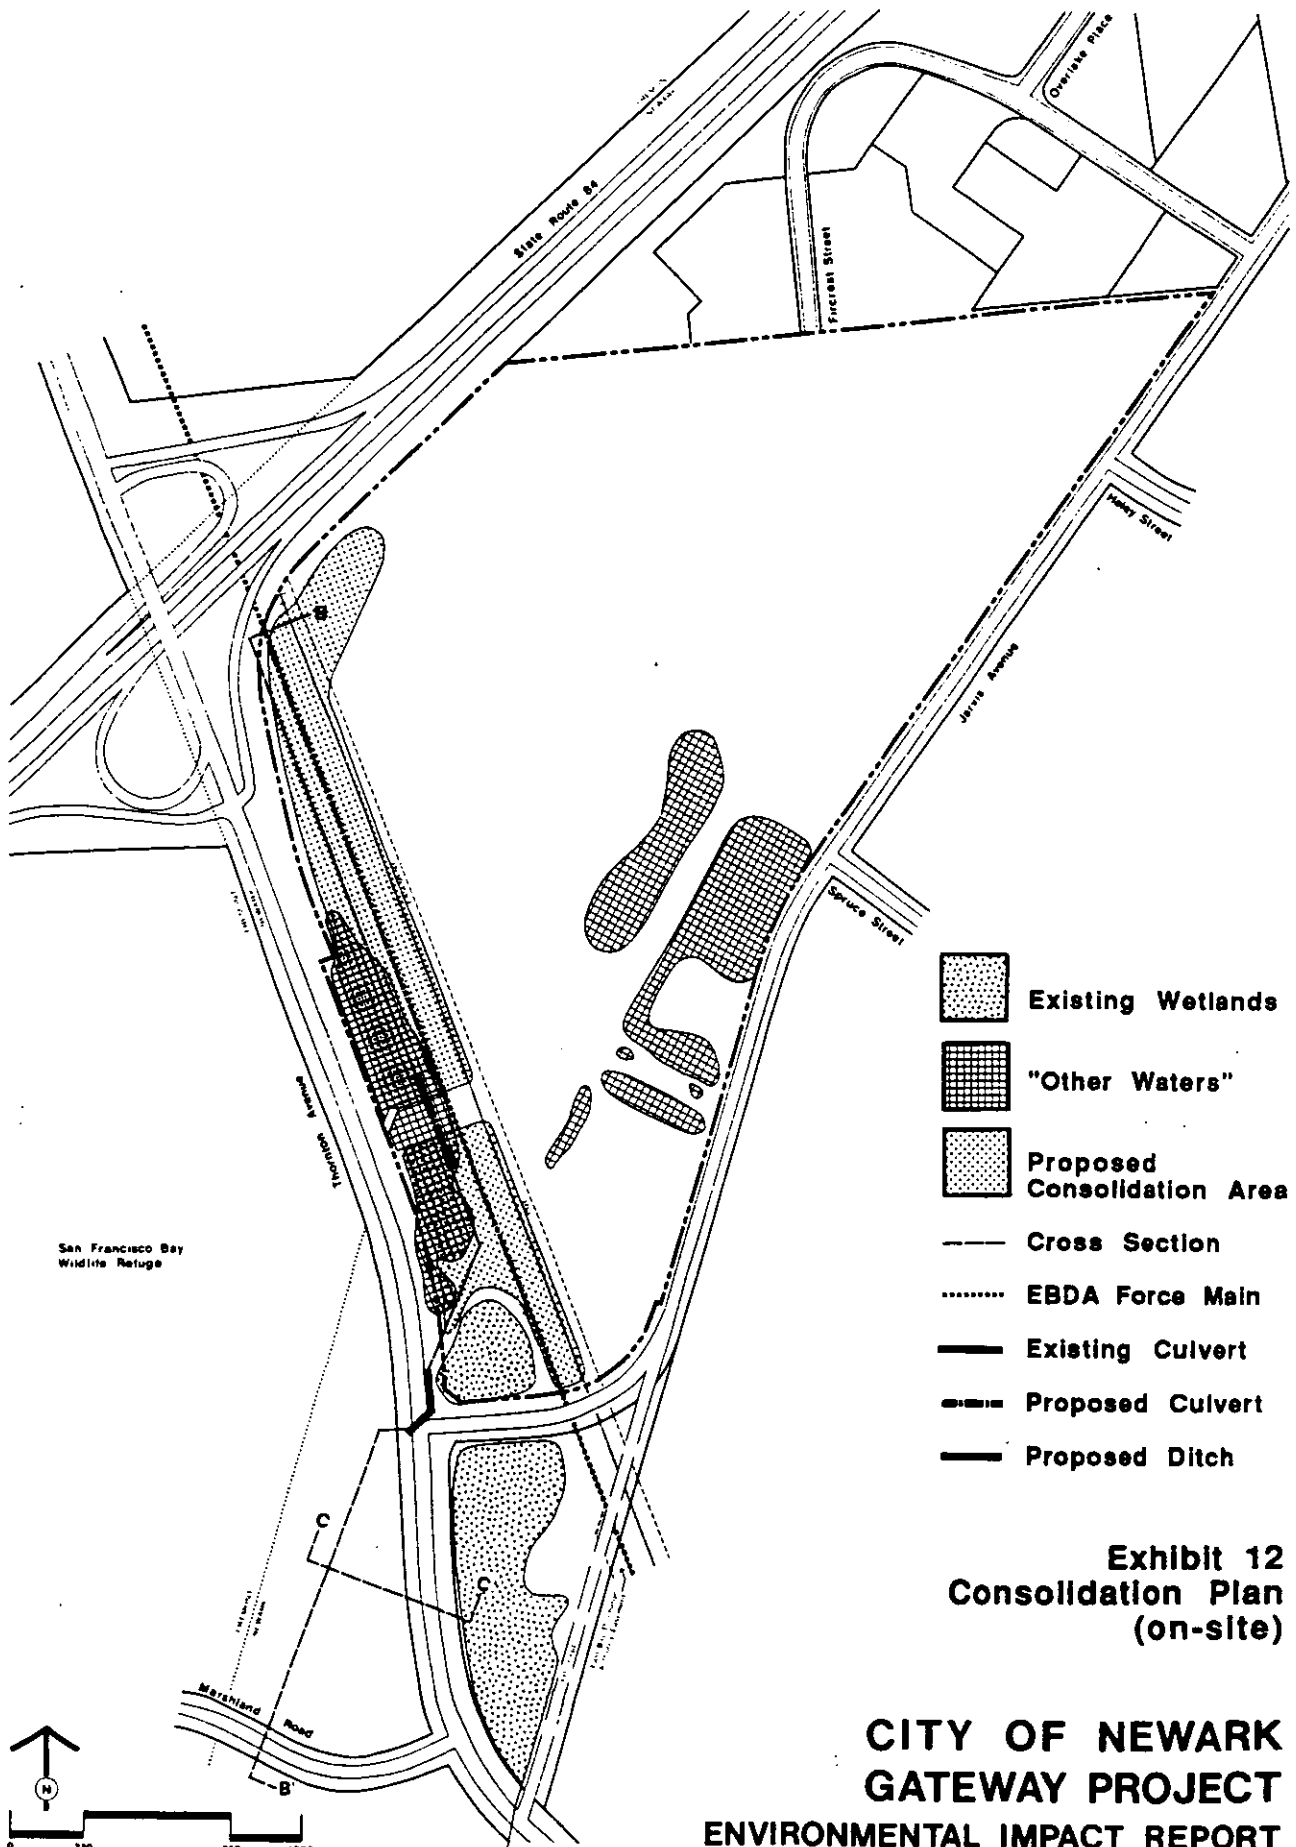 Overlake Place
State Route 84
Fircrest Street
Haley Street
B
Jarvis Avenue
Spruce Street
Existing Wetlands
"Other Waters"
Thornton Avenue
Proposed
Consolidation Area
San Francisco Bay
Wildlife Refuge
Cross Section
EBDA Force Main
Existing Culvert
Proposed Culvert
Proposed Ditch
C
C'
Exhibit 12
Consolidation Plan
(on-site)
Marshland Road
B'
N
CITY OF NEWARK
GATEWAY PROJECT
ENVIRONMENTAL IMPACT REPORT